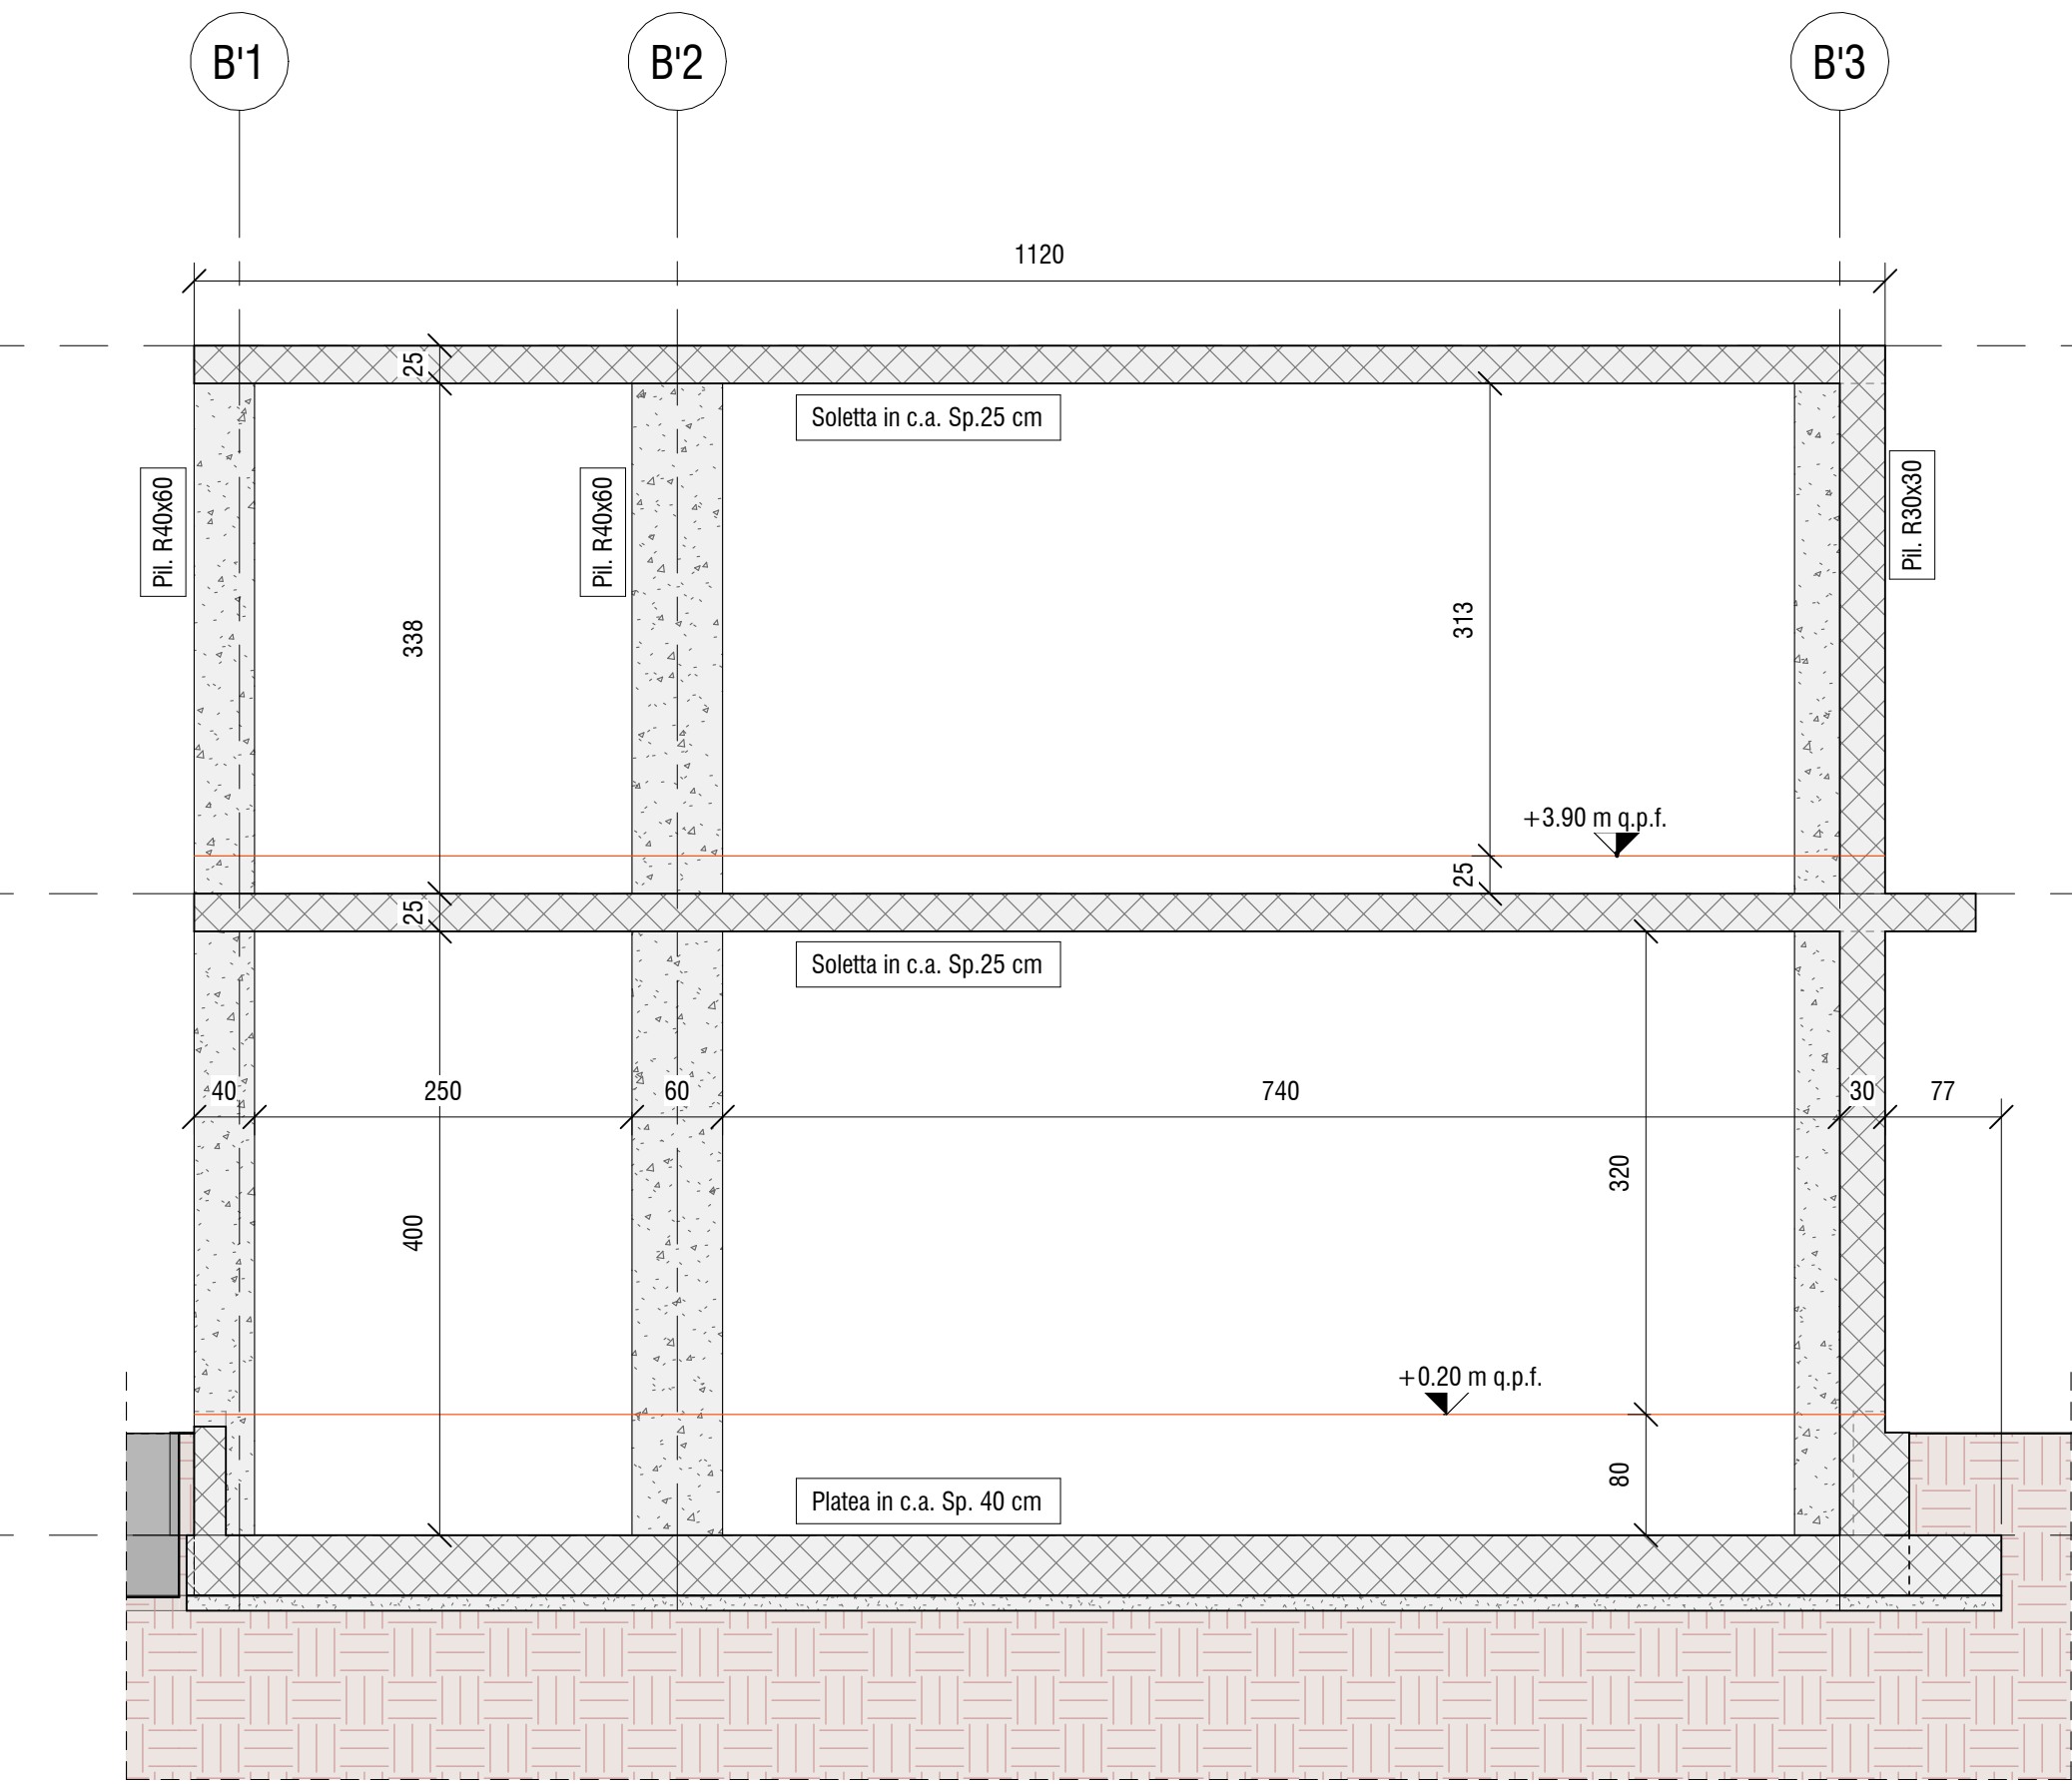 B'1
B'2
B'3
1120
25
Soletta in c.a. Sp.25 cm
Pil. R40x60
Pil. R40x60
Pil. R30x30
338
313
+3.90 m q.p.f.
25
25
Soletta in c.a. Sp.25 cm
40
250
60
740
30
77
320
400
+0.20 m q.p.f.
80
Platea in c.a. Sp. 40 cm